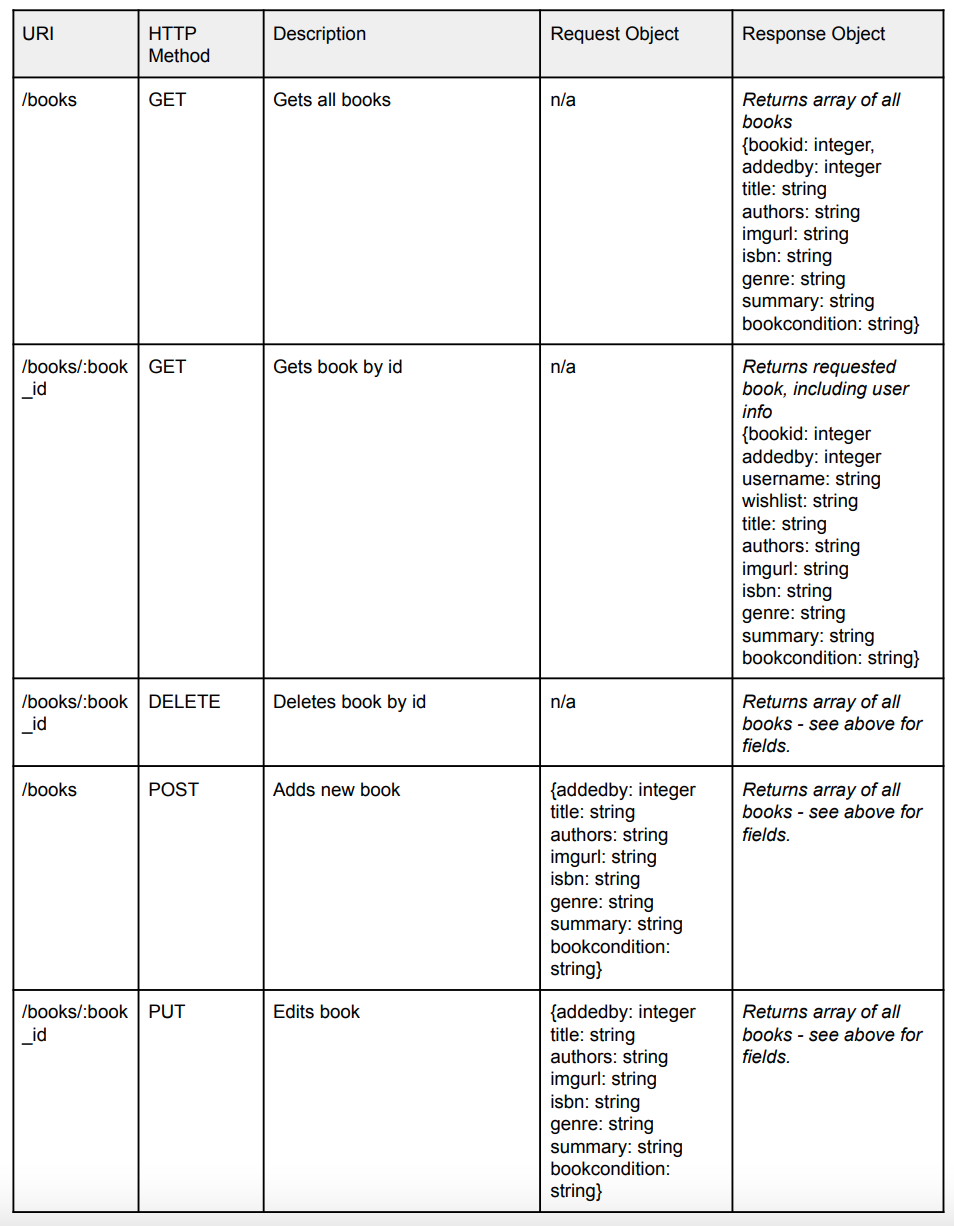 URI
HTTP
Method
Description
Request Object
Response Object
/books
GET
Gets all books
n/a
Returns array of all
books
{bookid: integer,
addedby: integer
title: string
authors: string
imgurl: string
isbn: string
genre: string
summary: string
bookcondition: string}
/books/:book
_id
GET
Gets book by id
n/a
Returns requested
book, including user
info
{bookid: integer
addedby: integer
username: string
wishlist: string
title: string
authors: string
imgurl: string
isbn: string
genre: string
summary: string
bookcondition: string}
/books/:book
_id
DELETE
Deletes book by id
n/a
Returns array of all
books - see above for
fields.
/books
POST
Adds new book
{addedby: integer
title: string
authors: string
imgurl: string
isbn: string
genre: string
summary: string
bookcondition:
string}
Returns array of all
books - see above for
fields.
/books/:book
_id
PUT
Edits book
{addedby: integer
title: string
authors: string
imgurl: string
isbn: string
genre: string
summary: string
bookcondition:
string}
Returns array of all
books - see above for
fields.